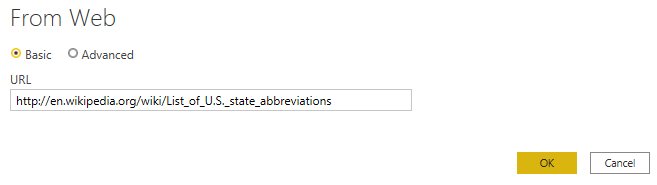 From Web
Basic Advanced
URL
http://en.wikipedia.org/wiki/List_of_U.S._state_abbreviations
OK Cancel